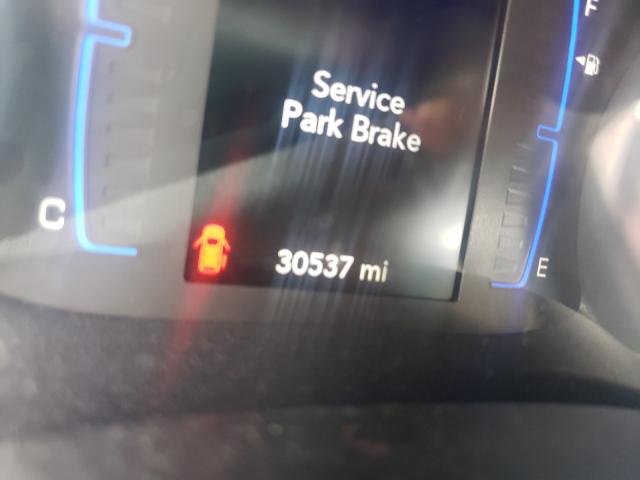 F
Service
Park Brake
C
30537 mi
E